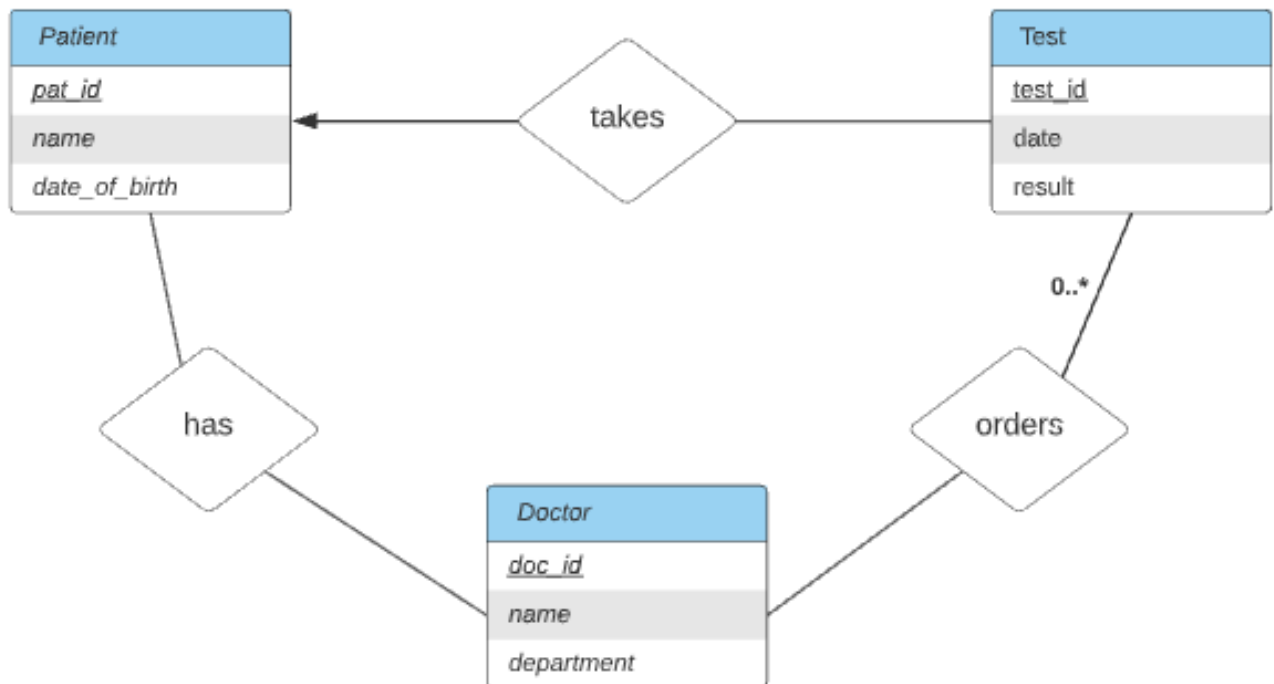 Patient
pat_id
name
date_of_birth
takes
Test
test_id
date
result
0..*
has
orders
Doctor
doc_id
name
department